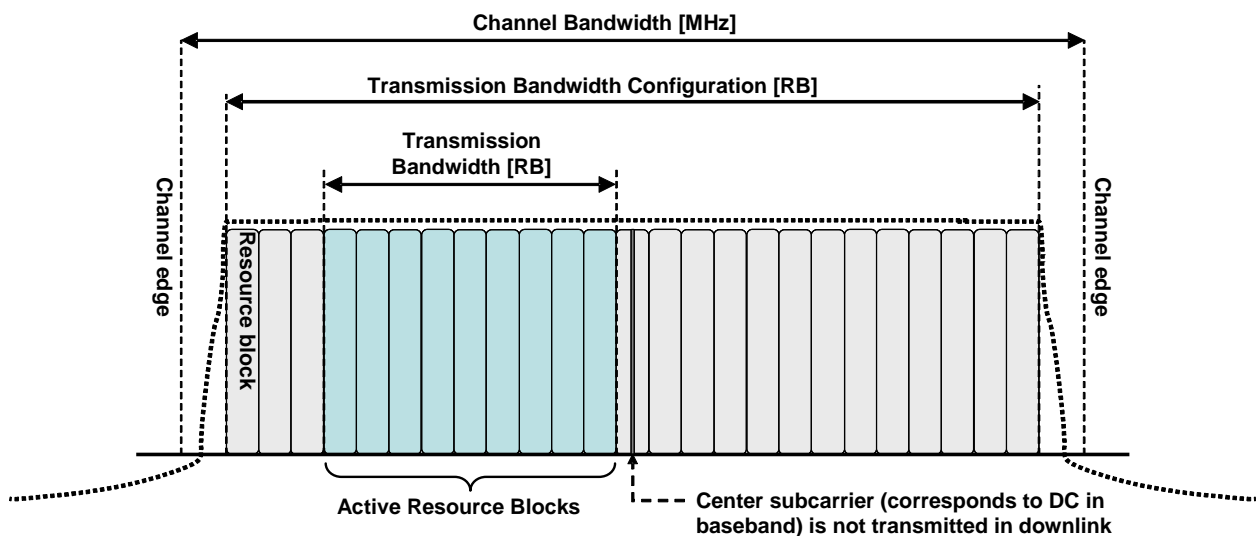 Channel Bandwidth [MHz]
Transmission Bandwidth Configuration [RB]
Transmission
Bandwidth [RB]
Channel edge
Resource block
Channel edge
Active Resource Blocks
Center subcarrier (corresponds to DC in
baseband) is not transmitted in downlink